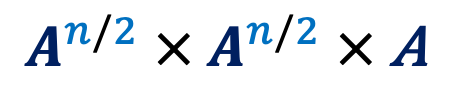 A^{n/2} × A^{n/2} × A